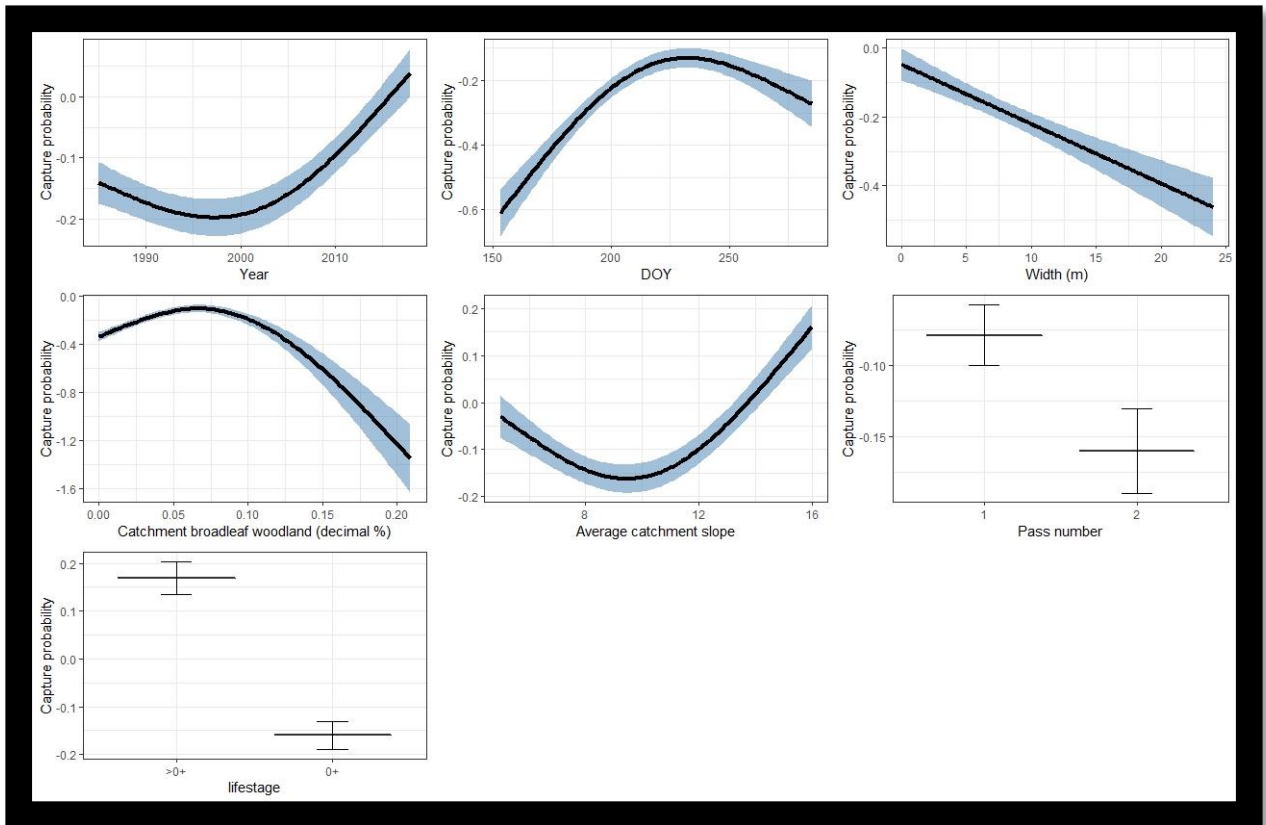 Capture probability
0.0
-0.1
-0.2
1990 2000 2010
Year
Capture probability
-0.2
-0.4
-0.6
150 200 250
DOY
Capture probability
0.0
-0.2
-0.4
0 5 10 15 20 25
Width (m)
Capture probability
0.0
-0.4
-0.8
-1.2
-1.6
0.00 0.05 0.10 0.15 0.20
Catchment broadleaf woodland (decimal %)
Capture probability
0.2
0.1
0.0
-0.1
-0.2
8 12 16
Average catchment slope
Capture probability
-0.10
-0.15
1 2
Pass number
Capture probability
0.2
0.1
0.0
-0.1
-0.2
>0+ 0+
lifestage